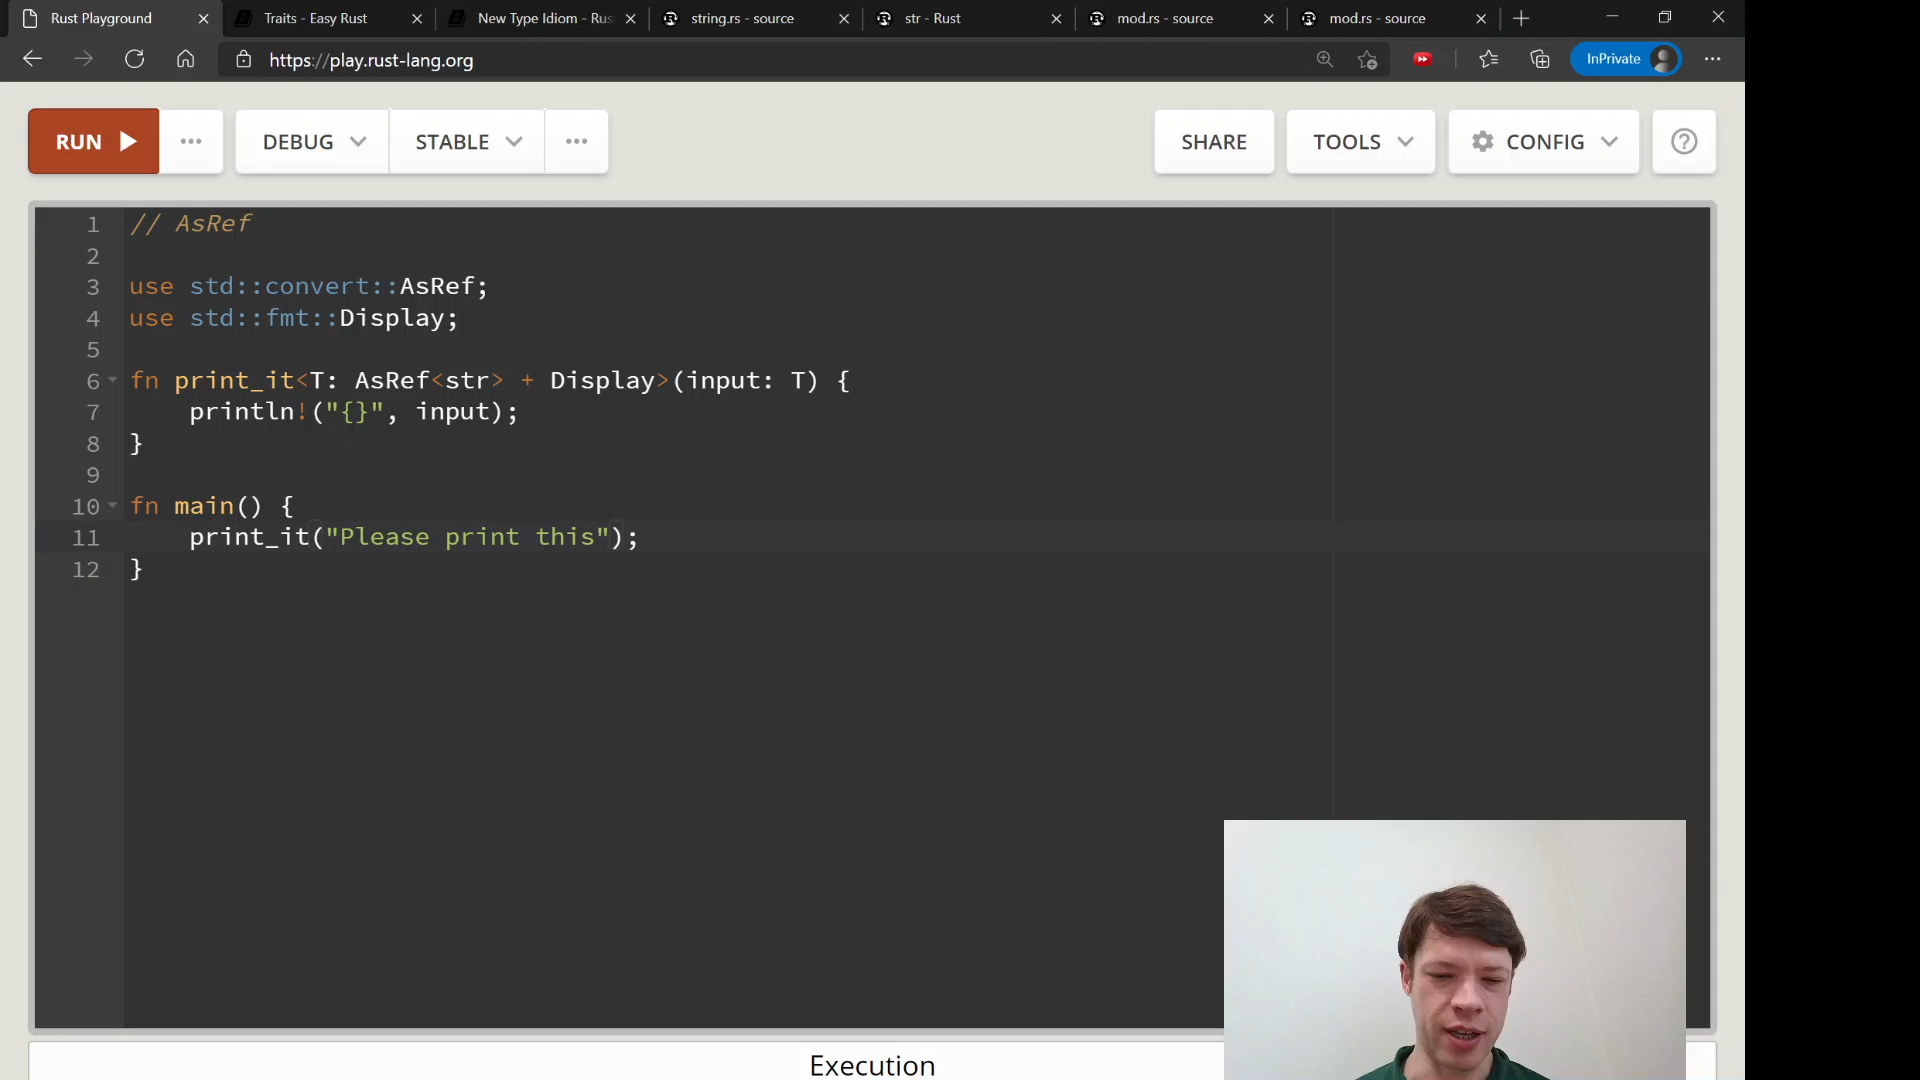 Rust Playground
Traits - Easy Rust
New Type Idiom - Rus
string.rs - source
str - Rust
mod.rs - source
mod.rs - source
https://play.rust-lang.org
InPrivate
RUN
DEBUG
STABLE
SHARE
TOOLS
CONFIG
1 // AsRef
2
3 use std::convert::AsRef;
4 use std::fmt::Display;
5
6 fn print_it<T: AsRef<str> + Display>(input: T) {
7 println!("{}", input);
8 }
9
10 fn main() {
11 print_it("Please print this");
12 }
Execution